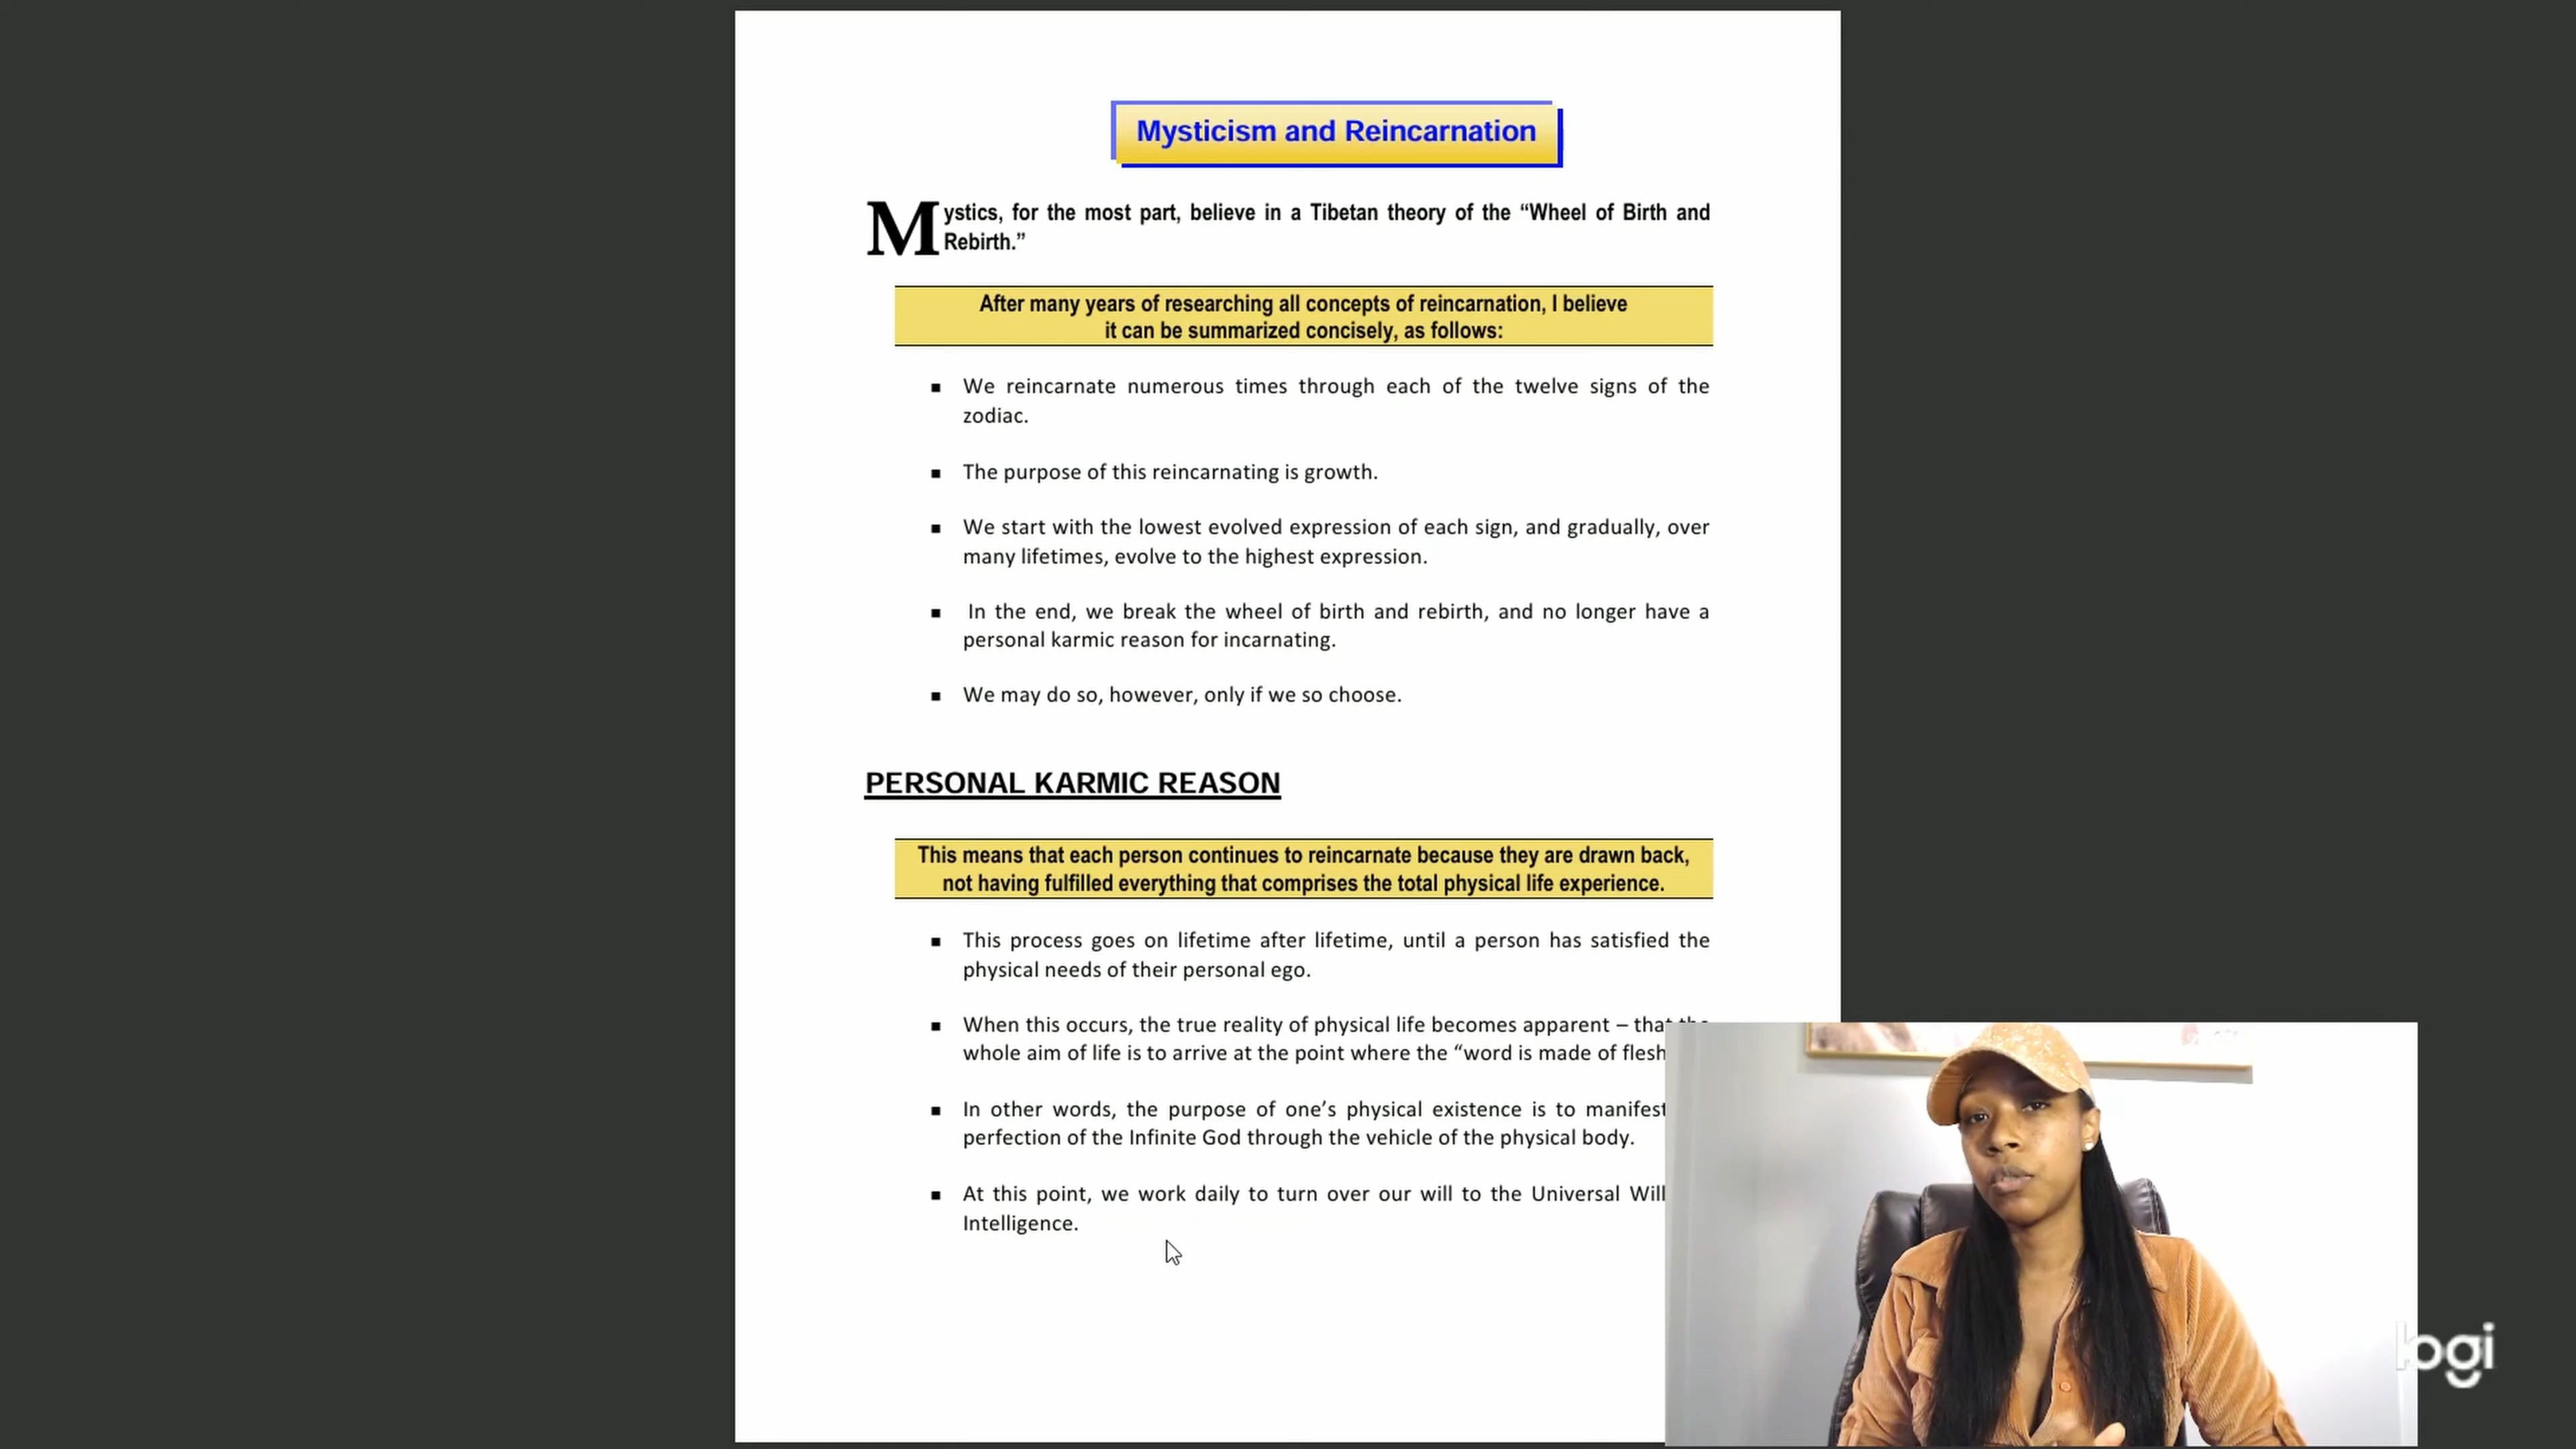 Mysticism and Reincarnation
Mystics, for the most part, believe in a Tibetan theory of the “Wheel of Birth and
Rebirth.”
After many years of researching all concepts of reincarnation, I believe
it can be summarized concisely, as follows:
▪ We reincarnate numerous times through each of the twelve signs of the
zodiac.
▪ The purpose of this reincarnating is growth.
▪ We start with the lowest evolved expression of each sign, and gradually, over
many lifetimes, evolve to the highest expression.
▪ In the end, we break the wheel of birth and rebirth, and no longer have a
personal karmic reason for incarnating.
▪ We may do so, however, only if we so choose.
PERSONAL KARMIC REASON
This means that each person continues to reincarnate because they are drawn back,
not having fulfilled everything that comprises the total physical life experience.
▪ This process goes on lifetime after lifetime, until a person has satisfied the
physical needs of their personal ego.
▪ When this occurs, the true reality of physical life becomes apparent – that the
whole aim of life is to arrive at the point where the “word is made of flesh
▪ In other words, the purpose of one’s physical existence is to manifest
perfection of the Infinite God through the vehicle of the physical body.
▪ At this point, we work daily to turn over our will to the Universal Will
Intelligence.
logi